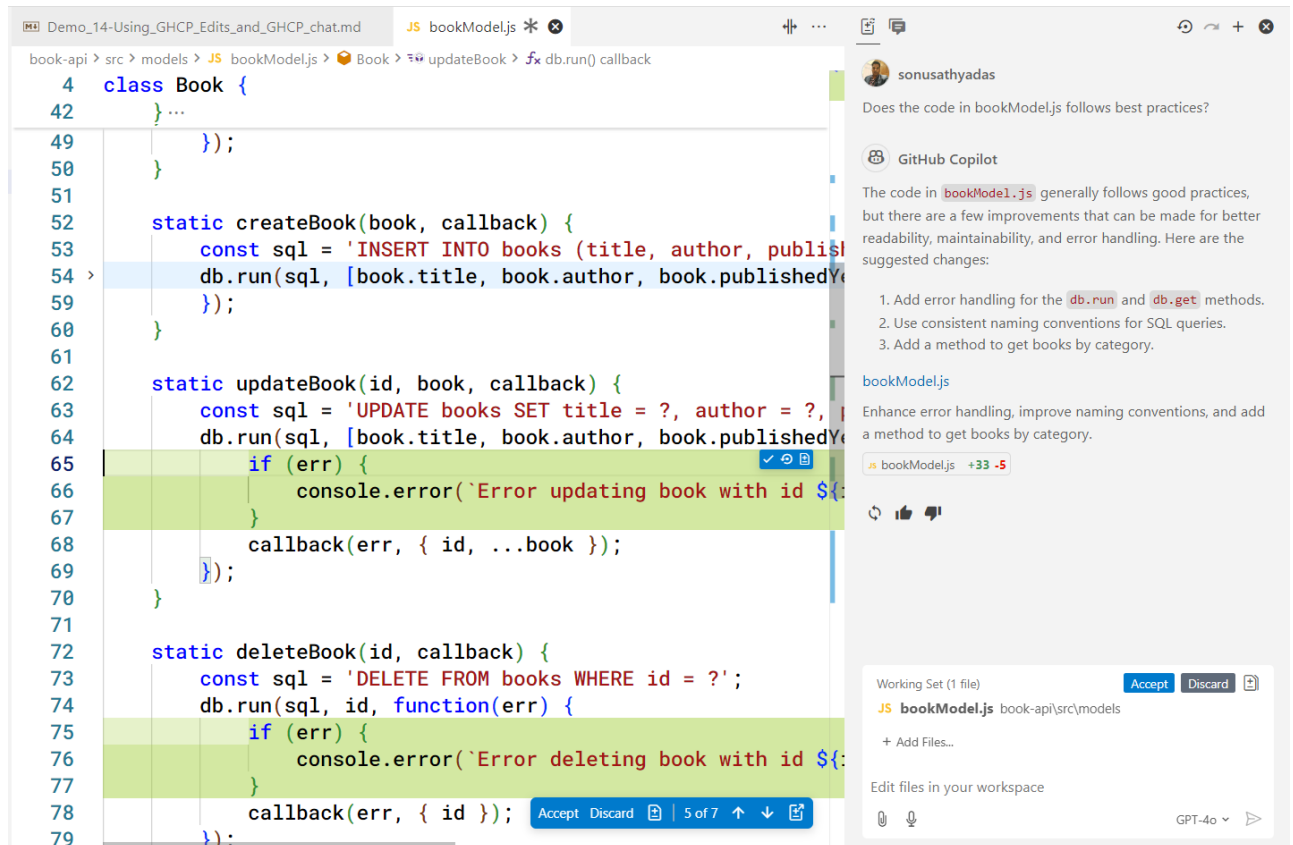 Demo_14-Using_GHCP_Edits_and_GHCP_chat.md
JS bookModel.js
book-api > src > models > JS bookModel.js > Book > updateBook > fx db.run() callback
4 class Book {
42 } ...
49 });
50 }
51
52 static createBook(book, callback) {
53 const sql = 'INSERT INTO books (title, author, publish
54 > db.run(sql, [book.title, book.author, book.publishedYe
59 });
60 }
61
62 static updateBook(id, book, callback) {
63 const sql = 'UPDATE books SET title = ?, author = ?, p
64 db.run(sql, [book.title, book.author, book.publishedYe
65 if (err) {
66 console.error(`Error updating book with id ${
67 }
68 callback(err, { id, ...book });
69 });
70 }
71
72 static deleteBook(id, callback) {
73 const sql = 'DELETE FROM books WHERE id = ?';
74 db.run(sql, id, function(err) {
75 if (err) {
76 console.error(`Error deleting book with id ${
77 }
78 callback(err, { id });
79 });
Accept Discard 5 of 7
sonusathyadas
Does the code in bookModel.js follows best practices?
GitHub Copilot
The code in bookModel.js generally follows good practices,
but there are a few improvements that can be made for better
readability, maintainability, and error handling. Here are the
suggested changes:
1. Add error handling for the db.run and db.get methods.
2. Use consistent naming conventions for SQL queries.
3. Add a method to get books by category.
bookModel.js
Enhance error handling, improve naming conventions, and add
a method to get books by category.
JS bookModel.js +33 -5
Working Set (1 file)
Accept Discard
JS bookModel.js book-api\src\models
+ Add Files...
Edit files in your workspace
GPT-4o